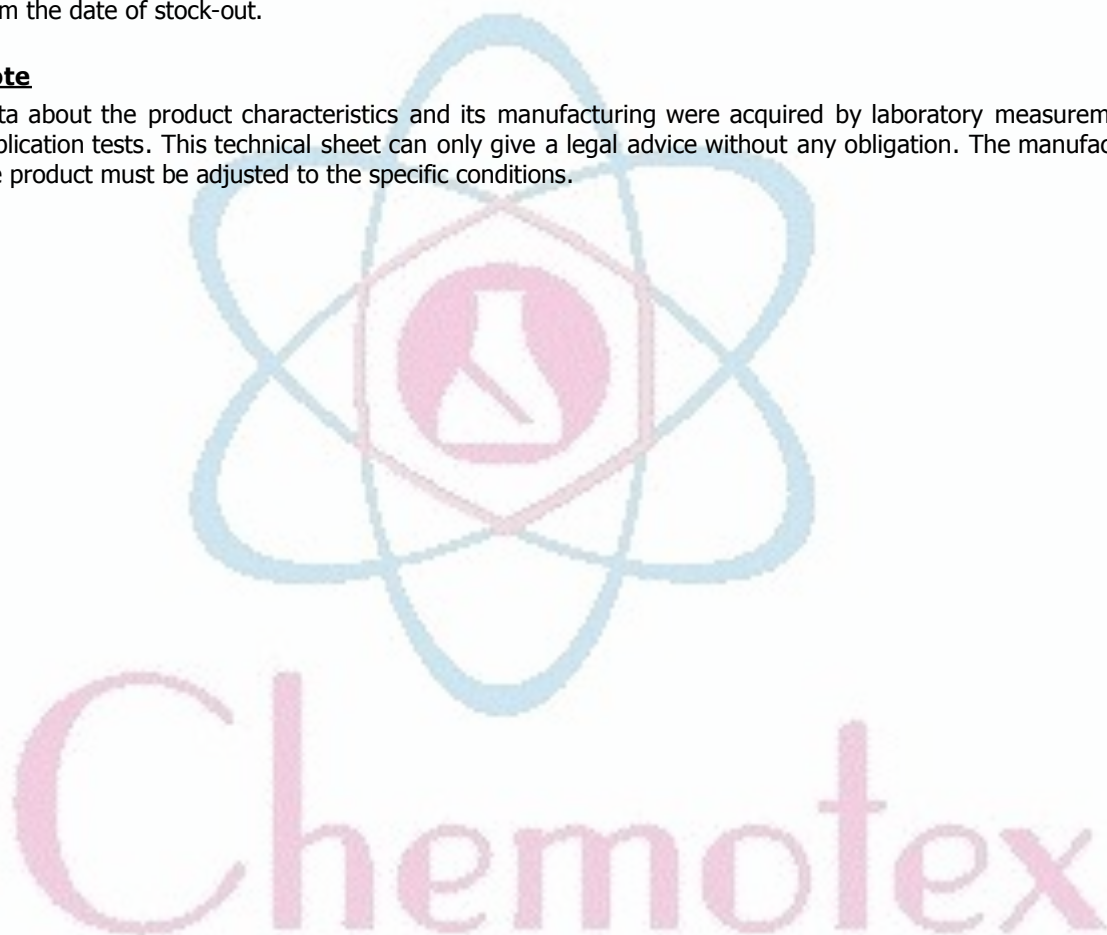 m the date of stock-out.
ote
ta about the product characteristics and its manufacturing were acquired by laboratory measurem
plication tests. This technical sheet can only give a legal advice without any obligation. The manufac
e product must be adjusted to the specific conditions.
Chemotex